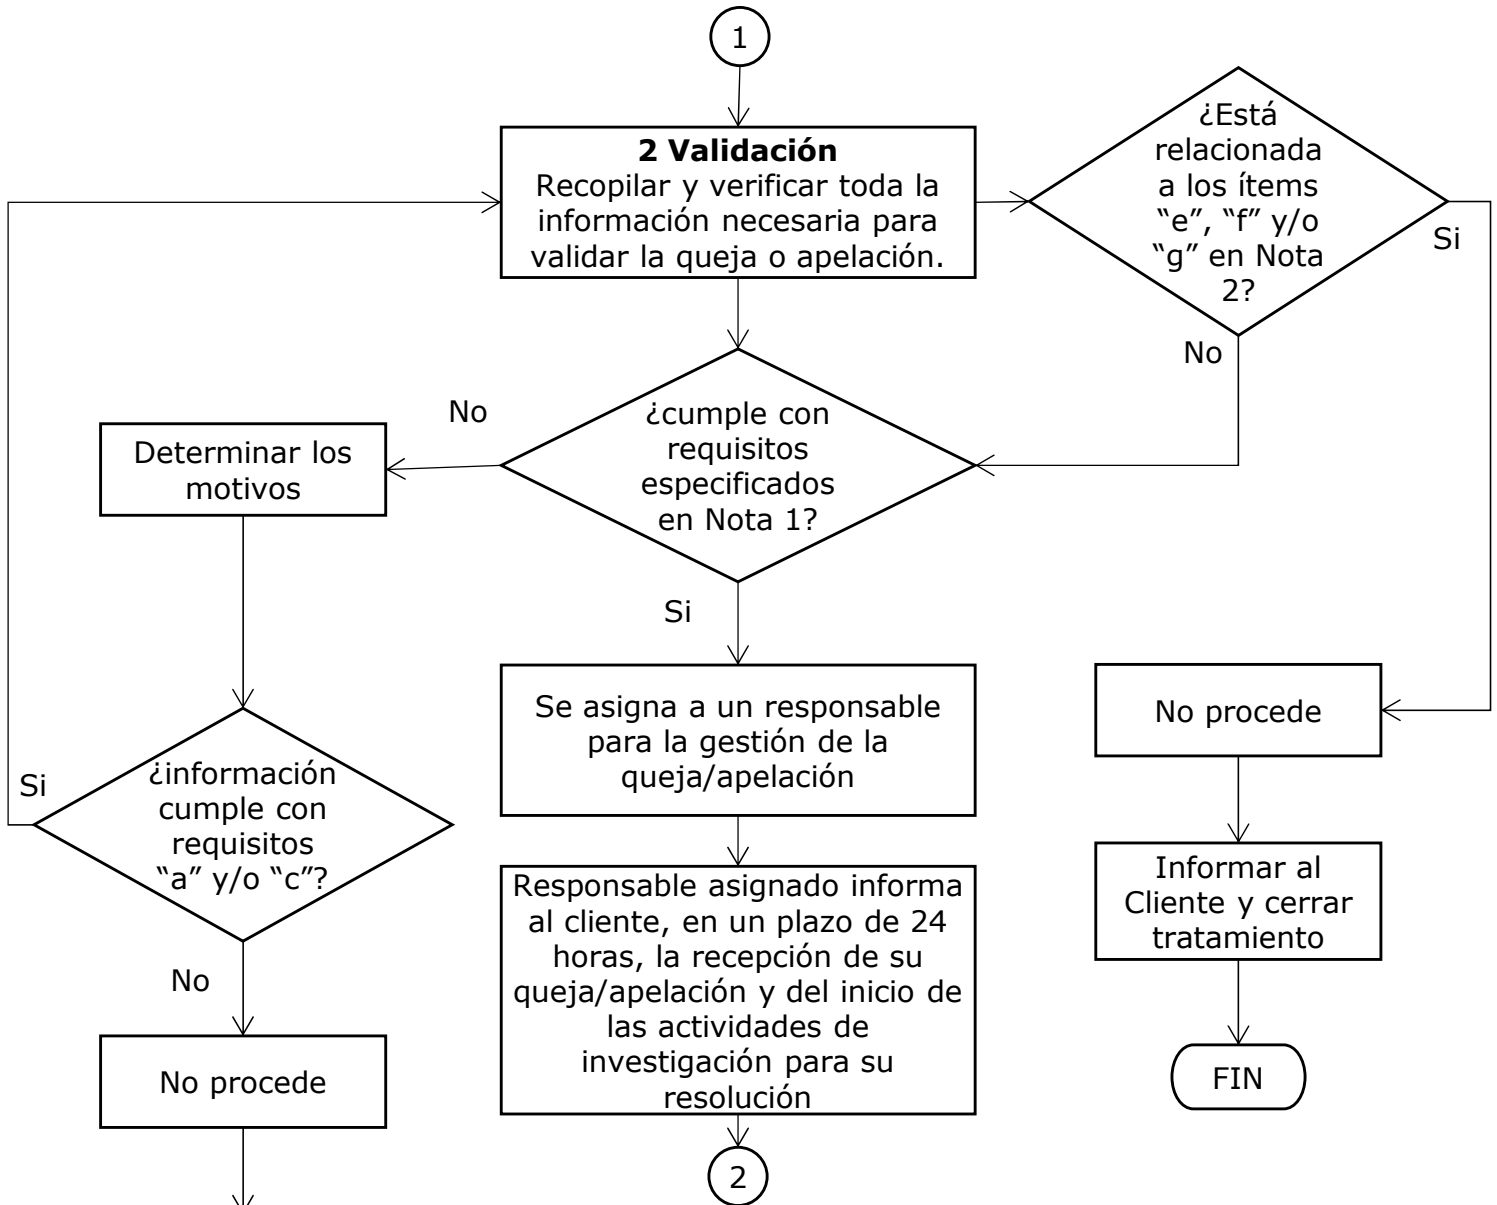 1
2 Validación
Recopilar y verificar toda la
información necesaria para
validar la queja o apelación.
¿Está
relacionada
a los ítems
“e”, “f” y/o
“g” en Nota
2?
Si
No
¿cumple con
requisitos
especificados
en Nota 1?
No
Si
Determinar los
motivos
¿información
cumple con
requisitos
“a” y/o “c”?
Si
No
No procede
Se asigna a un responsable
para la gestión de la
queja/apelación
Responsable asignado informa
al cliente, en un plazo de 24
horas, la recepción de su
queja/apelación y del inicio de
las actividades de
investigación para su
resolución
2
No procede
Informar al
Cliente y cerrar
tratamiento
FIN